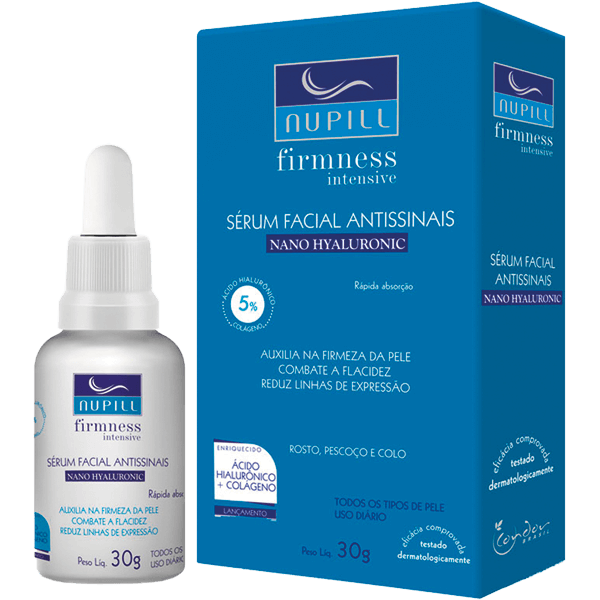 NUPILL
firmness
intensive
SÉRUM FACIAL ANTISSINAIS
NANO HYALURONIC
Rápida absorção
ÁCIDO HIALURÔNICO
5%
COLÁGENO
AUXILIA NA FIRMEZA DA PELE
COMBATE A FLACIDEZ
REDUZ LINHAS DE EXPRESSÃO
ROSTO, PESCOÇO E COLO
ENRIQUECIDO
ÁCIDO
HIALURÔNICO
+ COLÁGENO
LANÇAMENTO
TODOS OS TIPOS DE PELE
USO DIÁRIO
Peso Líq. 30g
eficácia comprovada
testado
dermatologicamente
NUPILL
firmness
intensive
SÉRUM FACIAL
ANTISSINAIS
NANO HYALURONIC
eficácia comprovada
testado
dermatologicamente
Condor
BRASIL
NUPILL
firmness
intensive
SÉRUM FACIAL ANTISSINAIS
NANO HYALURONIC
Rápida absor
AUXILIA NA FIRMEZA DA PELE
COMBATE A FLACIDEZ
REDUZ LINHAS DE EXPRESSÃO
TODOS OS
USO DIÁRIO
Peso Líq. 30g